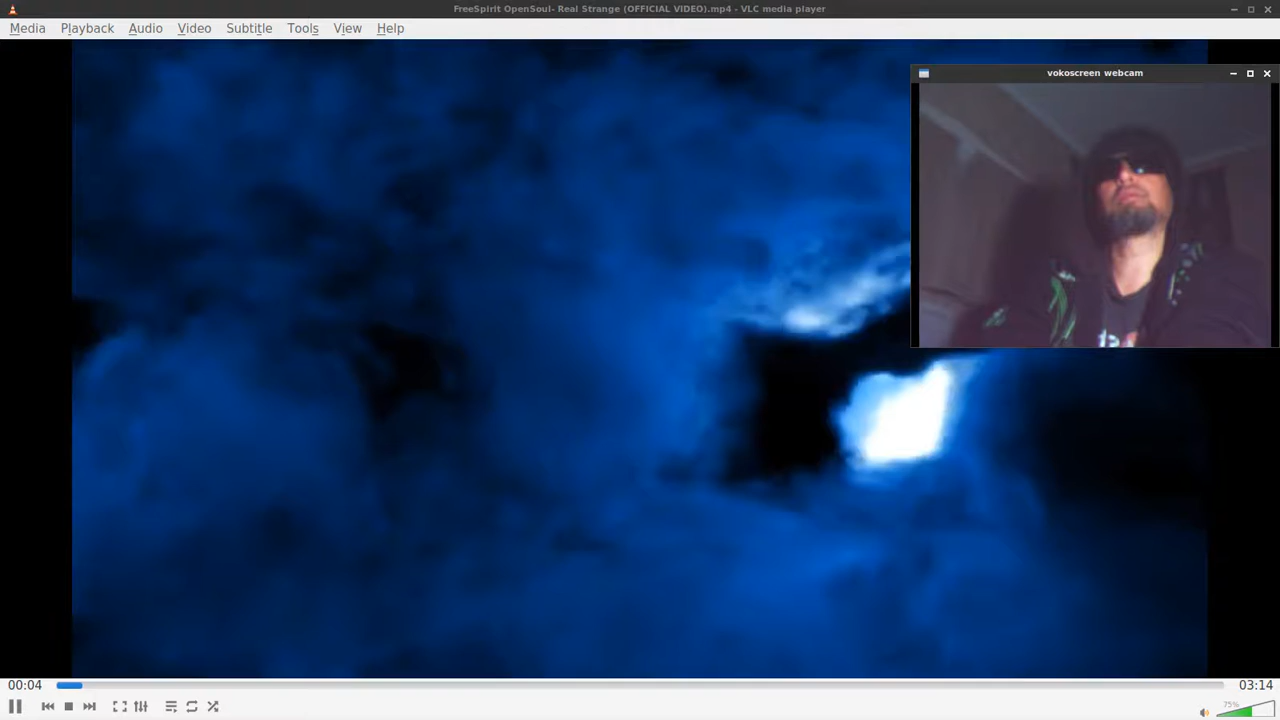 FreeSpirit OpenSoul- Real Strange (OFFICIAL VIDEO).mp4 - VLC media player
Media Playback Audio Video Subtitle Tools View Help
vokoscreen webcam
00:04
03:14
75%